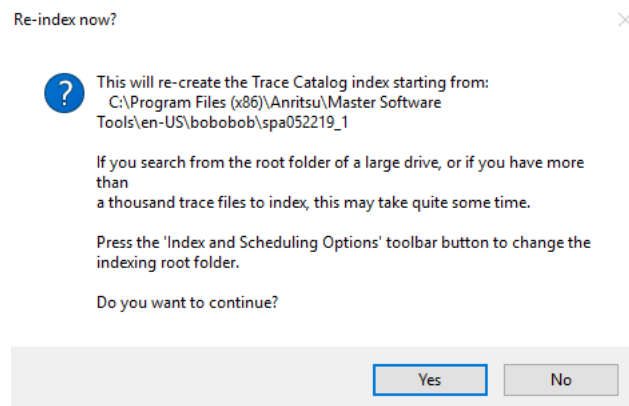 Re-index now?
This will re-create the Trace Catalog index starting from:
C:\Program Files (x86)\Anritsu\Master Software
Tools\en-US\bobobob\spa052219_1
If you search from the root folder of a large drive, or if you have more
than
a thousand trace files to index, this may take quite some time.
Press the 'Index and Scheduling Options' toolbar button to change the
indexing root folder.
Do you want to continue?
Yes
No